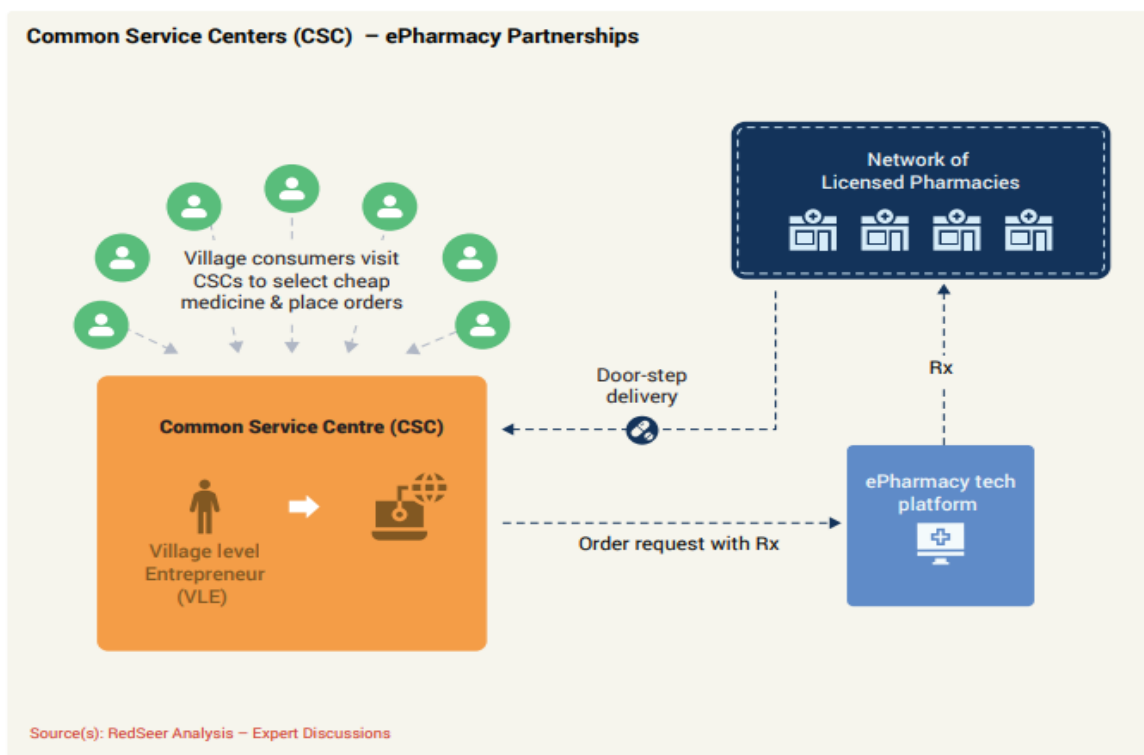 Common Service Centers (CSC) – ePharmacy Partnerships
Village consumers visit
CSCs to select cheap
medicine & place orders
Network of
Licensed Pharmacies
Door-step
delivery
Rx
Common Service Centre (CSC)
Village level
Entrepreneur
(VLE)
Order request with Rx
ePharmacy tech
platform
Source(s): RedSeer Analysis – Expert Discussions